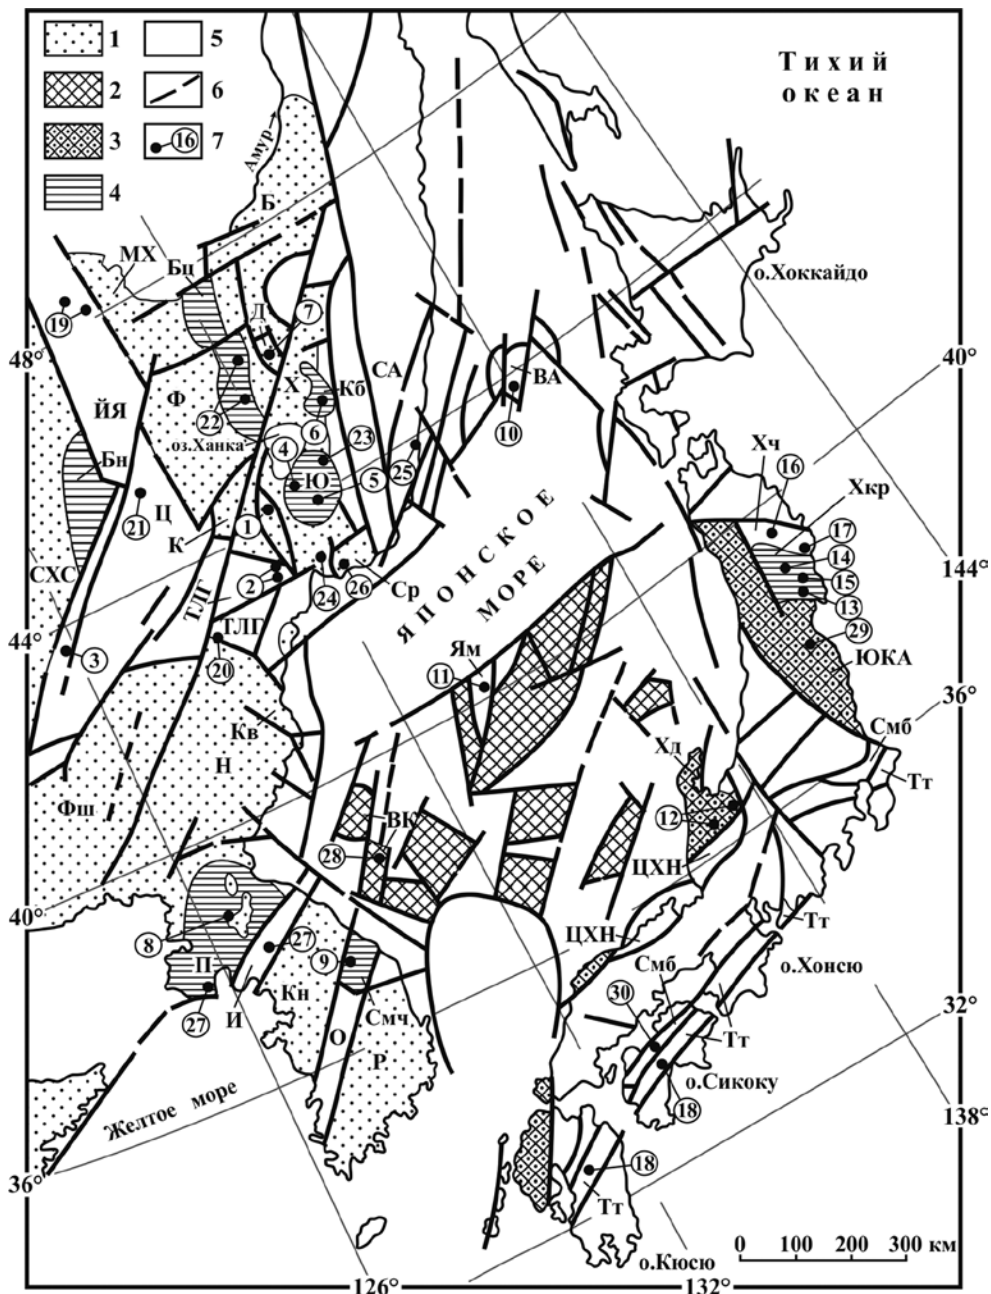 1
2
3
4
5
6
16
7
Тихий
океан
Амур
Б
МХ
Бц
19
Д
7
о.Хоккайдо
48°
40°
ЙЯ
Ф
Х
Кб
СА
ВА
22
оз.Ханка
6
23
10
Бн
4
Ю
5
25
21
Ц
1
К
Хч
16
Хкр
17
14
15
13
144°
СХС
ТЛГ
2
24
26
Ср
ЯПОНСКОЕ
МОРЕ
29
ЮКА
44°
3
ТЛГ
20
Ям
11
36°
Кв
Н
Смб
Тт
Фш
Хд
ВК
12
28
ЦХН
40°
8
27
9
ЦХН
Тт
о.Хонсю
П
Кн
Смб
27
И
Смч
30
32°
О
Р
Тт
о.Сикоку
18
Желтое море
138°
36°
18
Тт
0 100 200 300 км
о.Кюсю
126°
132°